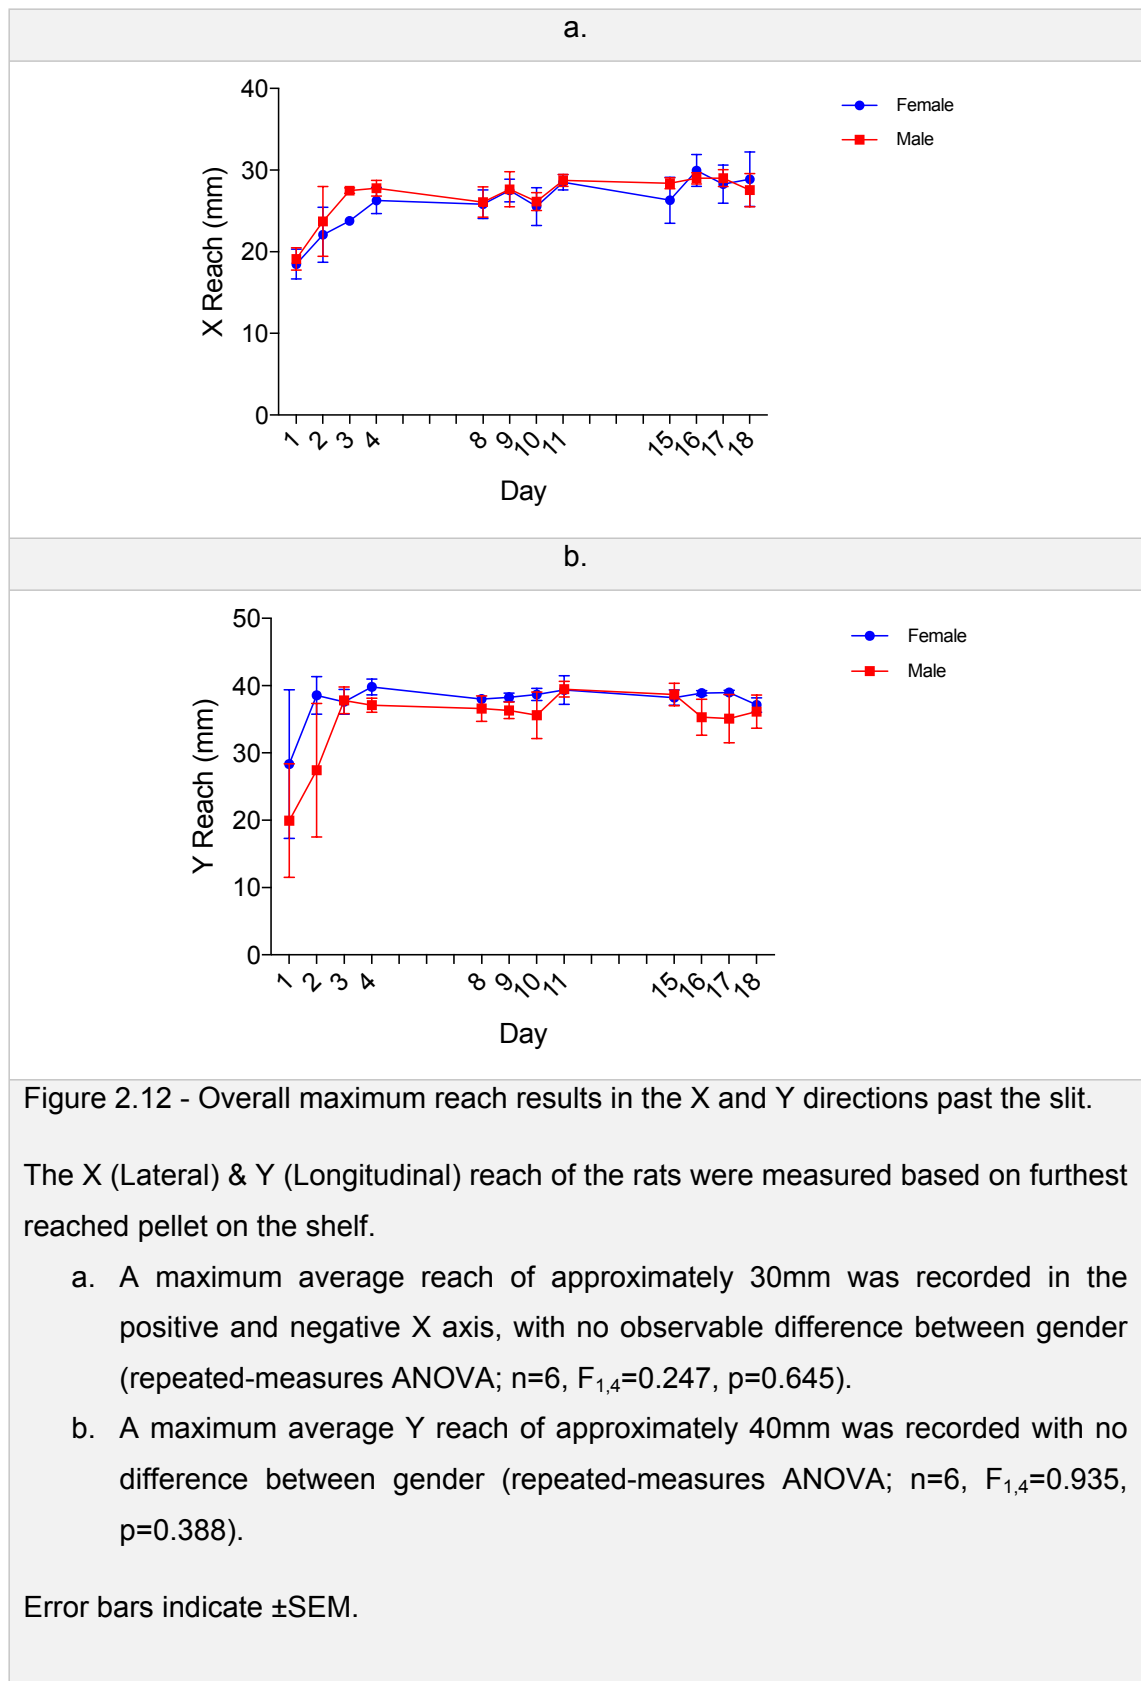 a.
40
30
20
10
0
X Reach (mm)
1 2 3 4 8 9 10 11 15 16 17 18
Day
Female
Male
b.
50
40
30
20
10
0
Y Reach (mm)
1 2 3 4 8 9 10 11 15 16 17 18
Day
Female
Male
Figure 2.12 - Overall maximum reach results in the X and Y directions past the slit.
The X (Lateral) & Y (Longitudinal) reach of the rats were measured based on furthest
reached pellet on the shelf.
a. A maximum average reach of approximately 30mm was recorded in the
positive and negative X axis, with no observable difference between gender
(repeated-measures ANOVA; n=6, F1,4=0.247, p=0.645).
b. A maximum average Y reach of approximately 40mm was recorded with no
difference between gender (repeated-measures ANOVA; n=6, F1,4=0.935,
p=0.388).
Error bars indicate ±SEM.